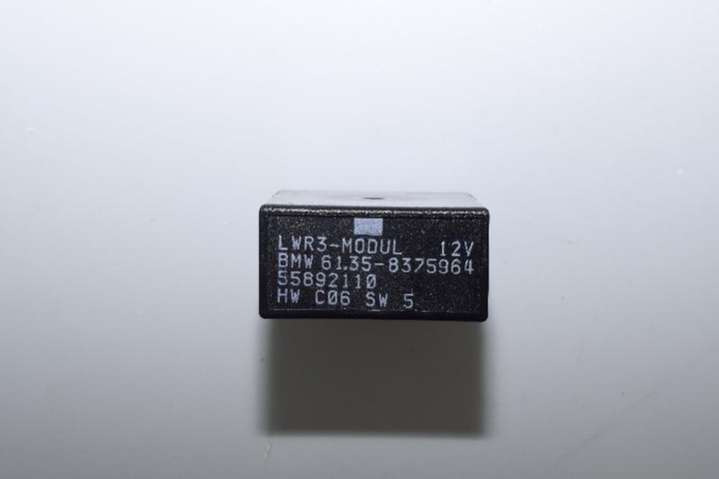 LWR3-MODUL 12V
BMW 61.35-8375964
55892110
HW C06 SW 5